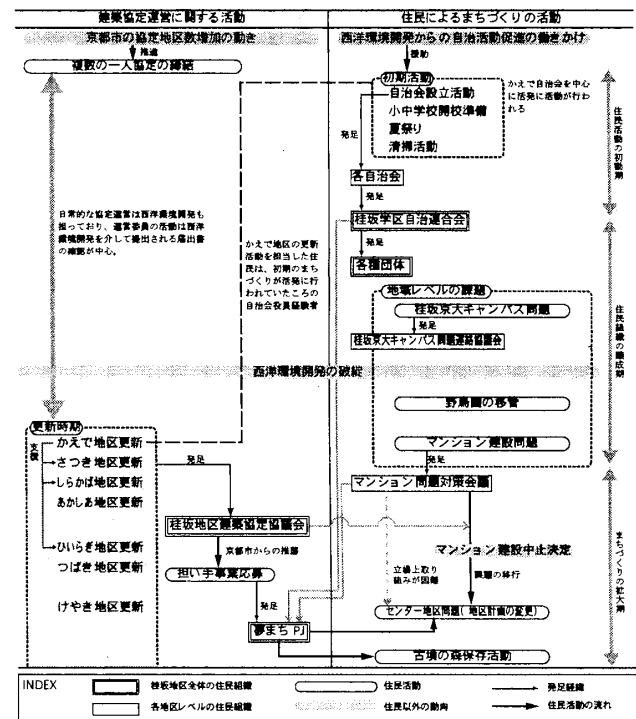 建築協定運営に関する活動
住民によるまちづくりの活動
京都市の協定地区数増加の動き
西洋環境開発からの自治活動促進の働きかけ
推進
援助
複数の一人協定の締結
初期活動
自治会設立活動
小中学校開校準備
夏祭り
清掃活動
かえで自治会を中心
に活発に活動が行わ
れる
住民活動の初動期
発足
各自治会
発足
桂坂学区自治連合会
発足
各種団体
日常的な協定運営は西洋環境開発も
担っており、運営委員の活動は西洋
環境開発を介して提出される届出書
の確認が中心。
かえで地区の更新
活動を担当した住
民は、初期のまち
づくりが活発に行
われていたころの
自治会役員経験者
地域レベルの課題
桂坂京大キャンパス問題
発足
桂坂京大キャンパス問題連絡協議会
住民組織の醸成期
西洋環境開発の破綻
野鳥園の移管
マンション建設問題
更新時期
支援
かえで地区更新
さつき地区更新
しらかば地区更新
あかしあ地区更新
ひいらぎ地区更新
つばき地区更新
けやき地区更新
発足
発足
マンション問題対策会議
桂坂地区建築協定協議会
京都市からの推薦
担い手事業応募
発足
夢まち PJ
マンション建設中止決定
立場上取り
組みが困難
課題の移行
センター地区問題(地区計画の変更)
古墳の森保存活動
まちづくりの拡大期
INDEX
桂坂地区全体の住民組織
各地区レベルの住民組織
住民活動
住民以外の動向
発足経緯
住民活動の流れ